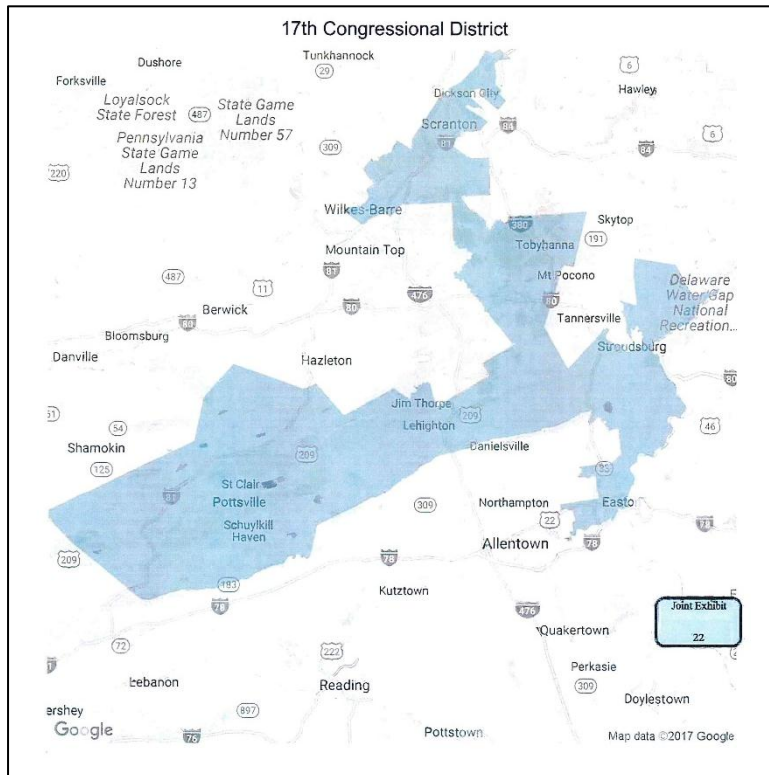 17th Congressional District
Tunkhannock
Dushore
29
6
Forksville
Dickson City
Hawley
Loyalsock
State Forest
487
State Game
Lands
Number 57
Scranton
84
6
Pennsylvania
State Game
Lands
Number 13
309
81
84
220
Wilkes-Barre
380
Skytop
Tobyhanna
191
Mountain Top
81
Mt Pocono
487
11
476
Delaware
Water Gap
National
Recreation...
80
80
Berwick
Tannersville
80
Bloomsburg
Stroudsburg
Danville
Hazleton
80
Jim Thorpe
209
Lehighton
46
54
Shamokin
209
Danielsville
125
33
St Clair
81
Pottsville
Northampton
Easton
309
22
Schuylkill
Haven
78
Allentown
78
209
78
183
Kutztown
78
476
Joint Exhibit
22
72
Quakertown
222
Perkasie
Lebanon
Reading
309
Doylestown
ershey
897
Google
76
Pottstown
Map data ©2017 Google